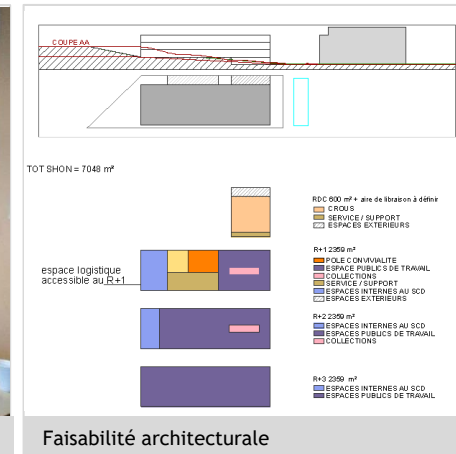 COUPE AA
TOT SHON = 7048 m²
RDC 600 m² + aire de libraison à définir
CROUS
SERVICE / SUPPORT
ESPACES EXTERIEURS
espace logistique
accessible au R+1
R+1 2359 m²
POLE CONVIVIALITE
ESPACE PUBLICS DE TRAVAIL
COLLECTIONS
SERVICE / SUPPORT
ESPACES INTERNES AU SCD
ESPACES EXTERIEURS
R+2 2359 m²
ESPACES INTERNES AU SCD
ESPACES PUBLICS DE TRAVAIL
COLLECTIONS
R+3 2359 m²
ESPACES INTERNES AU SCD
ESPACES PUBLICS DE TRAVAIL
Faisabilité architecturale